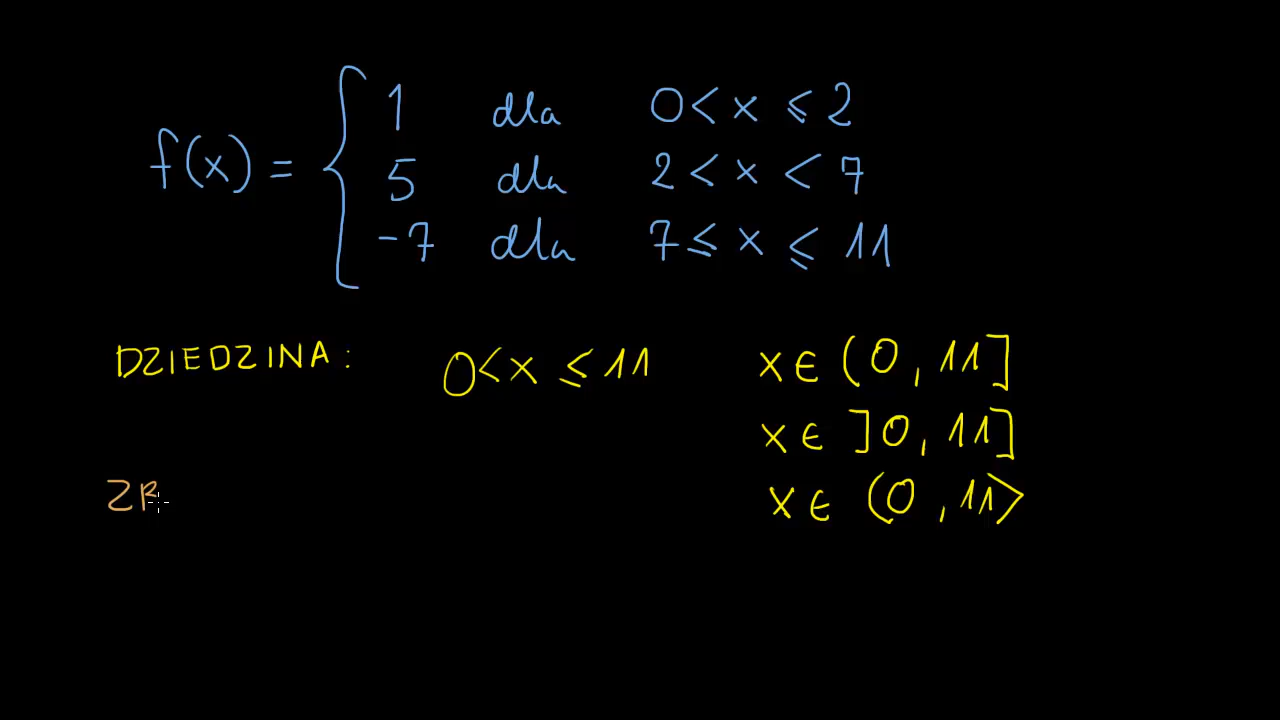 f(x) = { 1 dla 0 < x ≤ 2
5 dla 2 < x < 7
-7 dla 7 ≤ x ≤ 11
DZIEDZINA: 0 < x ≤ 11 x ∈ (0, 11]
x ∈ ]0, 11]
ZB x ∈ (0, 11>